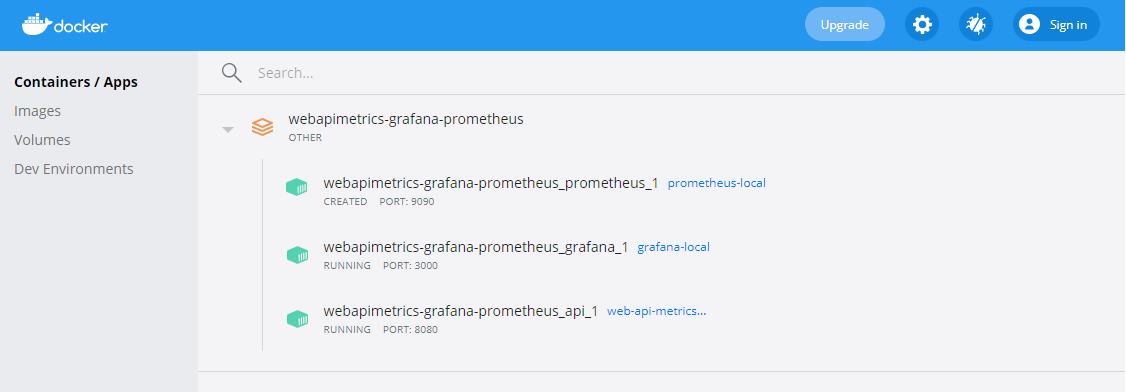 docker
Upgrade
Sign in
Containers / Apps
Images
Volumes
Dev Environments
Search...
webapimetrics-grafana-prometheus
OTHER
webapimetrics-grafana-prometheus_prometheus_1 prometheus-local
CREATED PORT: 9090
webapimetrics-grafana-prometheus_grafana_1 grafana-local
RUNNING PORT: 3000
webapimetrics-grafana-prometheus_api_1 web-api-metrics...
RUNNING PORT: 8080